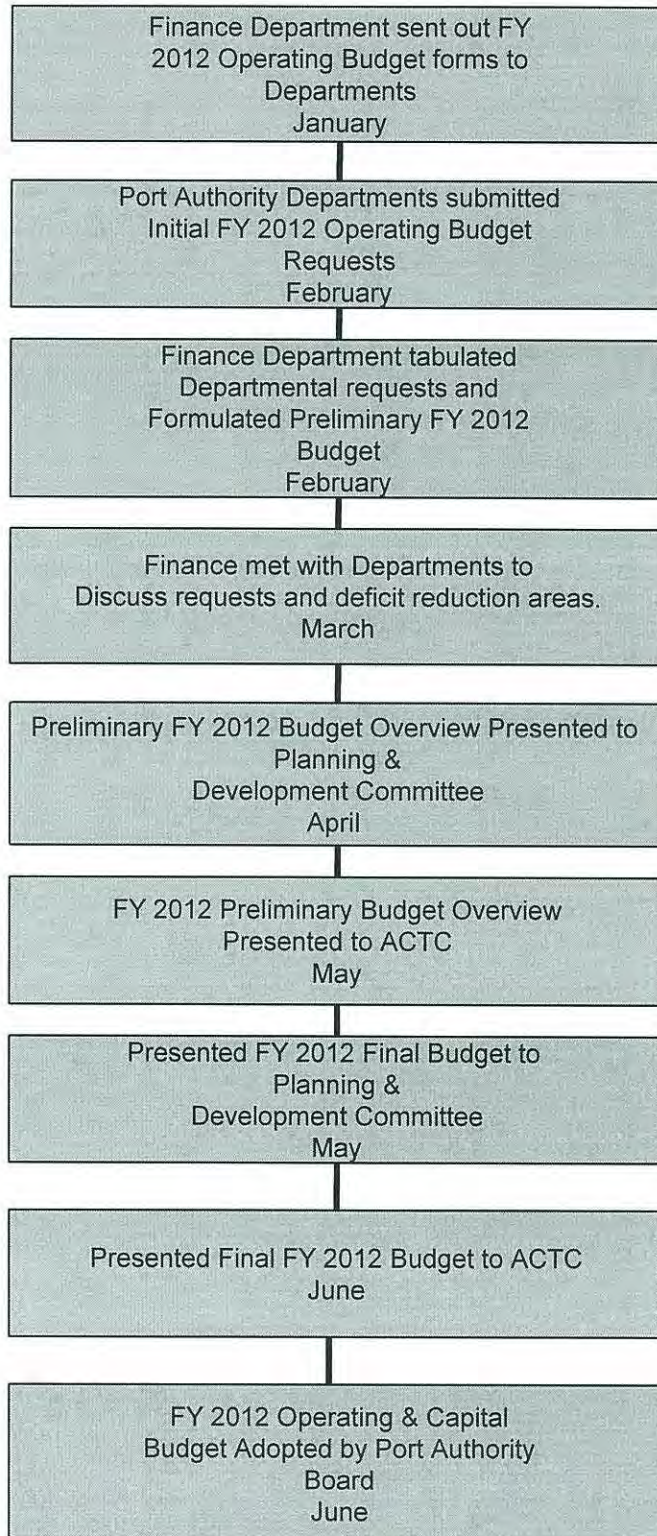 Finance Department sent out FY
2012 Operating Budget forms to
Departments
January
Port Authority Departments submitted
Initial FY 2012 Operating Budget
Requests
February
Finance Department tabulated
Departmental requests and
Formulated Preliminary FY 2012
Budget
February
Finance met with Departments to
Discuss requests and deficit reduction areas.
March
Preliminary FY 2012 Budget Overview Presented to
Planning &
Development Committee
April
FY 2012 Preliminary Budget Overview
Presented to ACTC
May
Presented FY 2012 Final Budget to
Planning &
Development Committee
May
Presented Final FY 2012 Budget to ACTC
June
FY 2012 Operating & Capital
Budget Adopted by Port Authority
Board
June